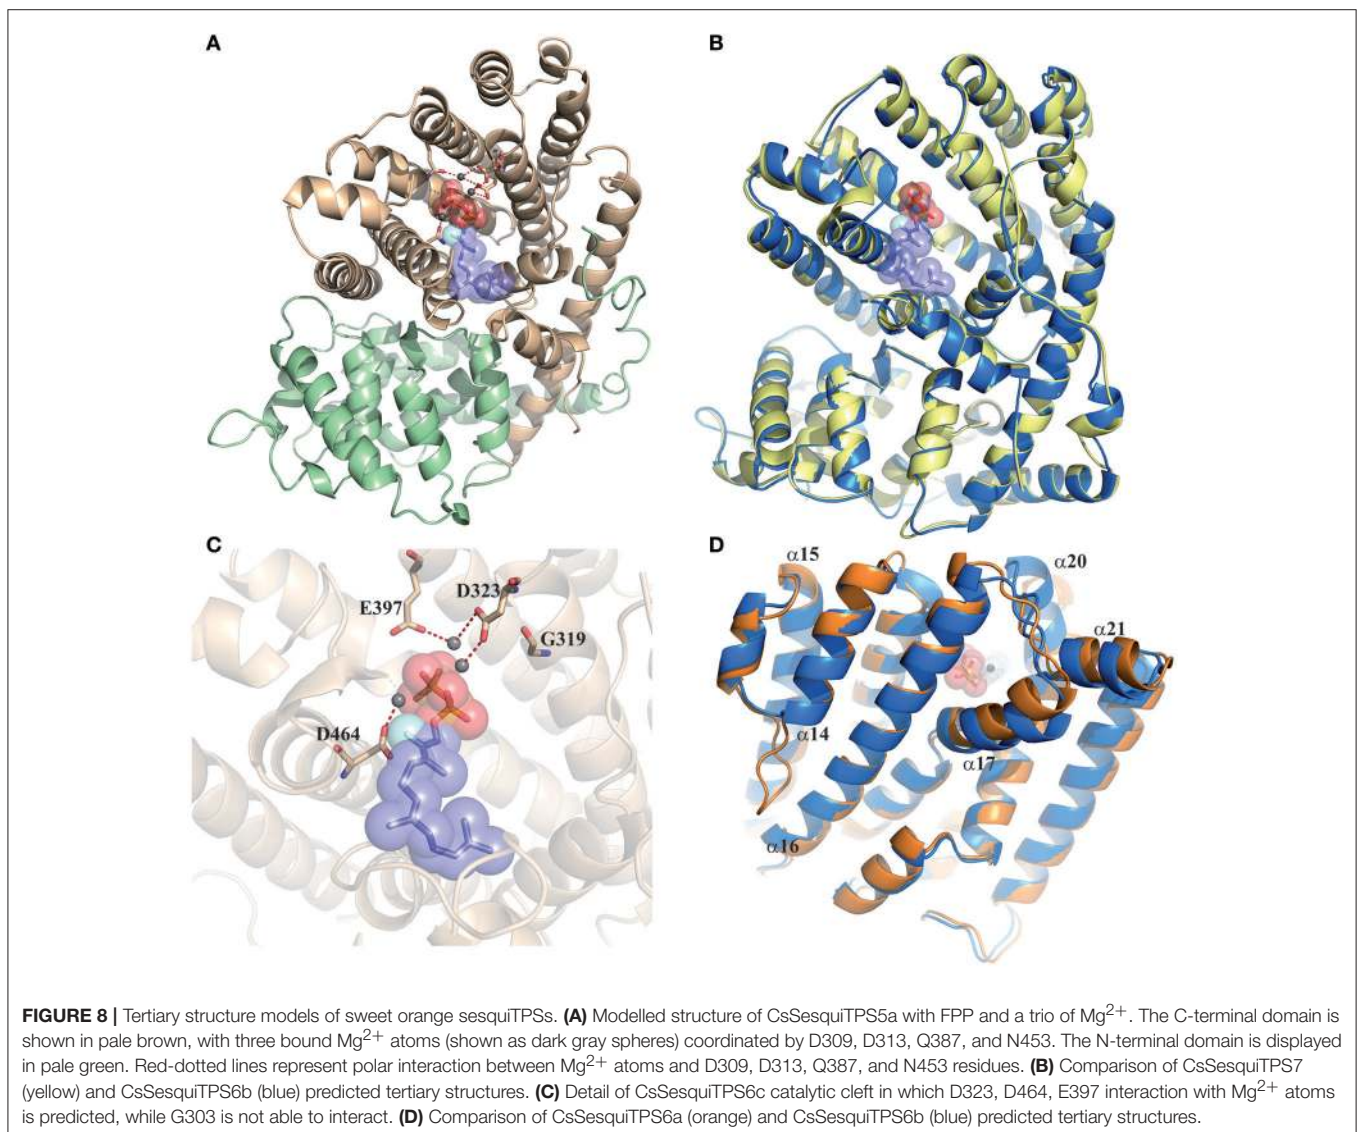 A
B
C
D
E397
D323
G319
D464
α15
α20
α21
α14
α17
α16
FIGURE 8 | Tertiary structure models of sweet orange sesquiTPSs. (A) Modelled structure of CsSesquiTPS5a with FPP and a trio of Mg2+. The C-terminal domain is
shown in pale brown, with three bound Mg2+ atoms (shown as dark gray spheres) coordinated by D309, D313, Q387, and N453. The N-terminal domain is displayed
in pale green. Red-dotted lines represent polar interaction between Mg2+ atoms and D309, D313, Q387, and N453 residues. (B) Comparison of CsSesquiTPS7
(yellow) and CsSesquiTPS6b (blue) predicted tertiary structures. (C) Detail of CsSesquiTPS6c catalytic cleft in which D323, D464, E397 interaction with Mg2+ atoms
is predicted, while G303 is not able to interact. (D) Comparison of CsSesquiTPS6a (orange) and CsSesquiTPS6b (blue) predicted tertiary structures.